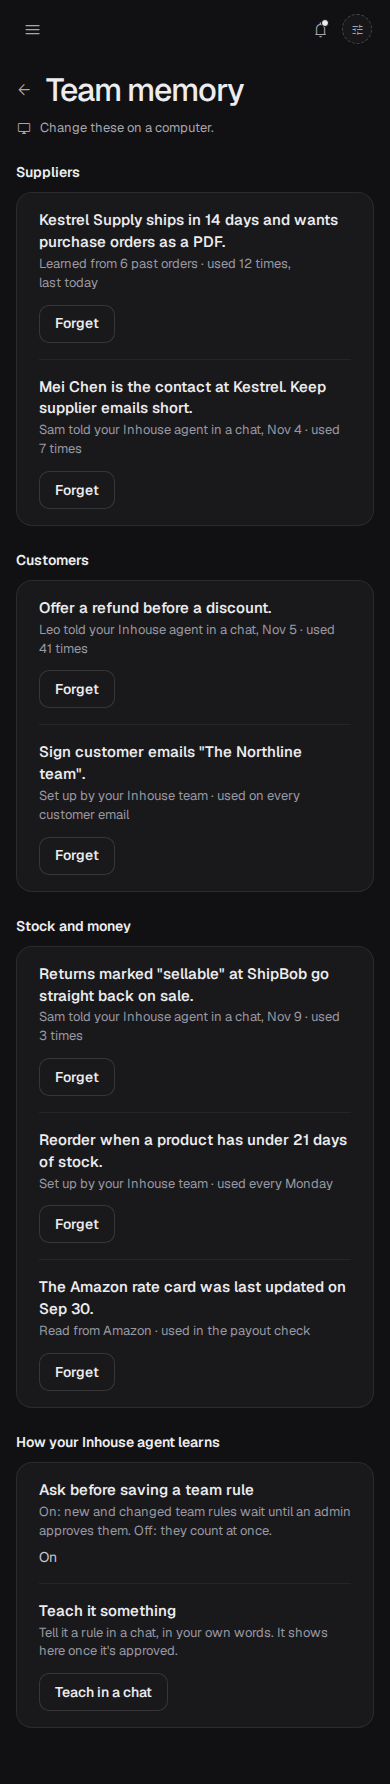 Team memory
Change these on a computer.
Suppliers
Kestrel Supply ships in 14 days and wants
purchase orders as a PDF.
Learned from 6 past orders · used 12 times,
last today
Forget
Mei Chen is the contact at Kestrel. Keep
supplier emails short.
Sam told your Inhouse agent in a chat, Nov 4 · used
7 times
Forget
Customers
Offer a refund before a discount.
Leo told your Inhouse agent in a chat, Nov 5 · used
41 times
Forget
Sign customer emails "The Northline
team".
Set up by your Inhouse team · used on every
customer email
Forget
Stock and money
Returns marked "sellable" at ShipBob go
straight back on sale.
Sam told your Inhouse agent in a chat, Nov 9 · used
3 times
Forget
Reorder when a product has under 21 days
of stock.
Set up by your Inhouse team · used every Monday
Forget
The Amazon rate card was last updated on
Sep 30.
Read from Amazon · used in the payout check
Forget
How your Inhouse agent learns
Ask before saving a team rule
On: new and changed team rules wait until an admin
approves them. Off: they count at once.
On
Teach it something
Tell it a rule in a chat, in your own words. It shows
here once it's approved.
Teach in a chat